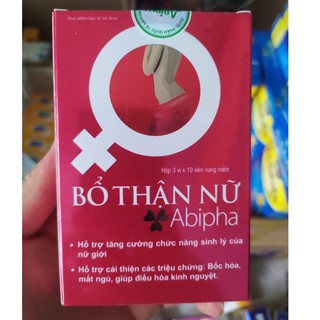 Hộp 3 vỉ x 10 viên nang mềm
BỔ THẬN NỮ
Abipha
• Hỗ trợ tăng cường chức năng sinh lý của
nữ giới
• Hỗ trợ cải thiện các triệu chứng: Bốc hỏa,
mất ngủ, giúp điều hòa kinh nguyệt.